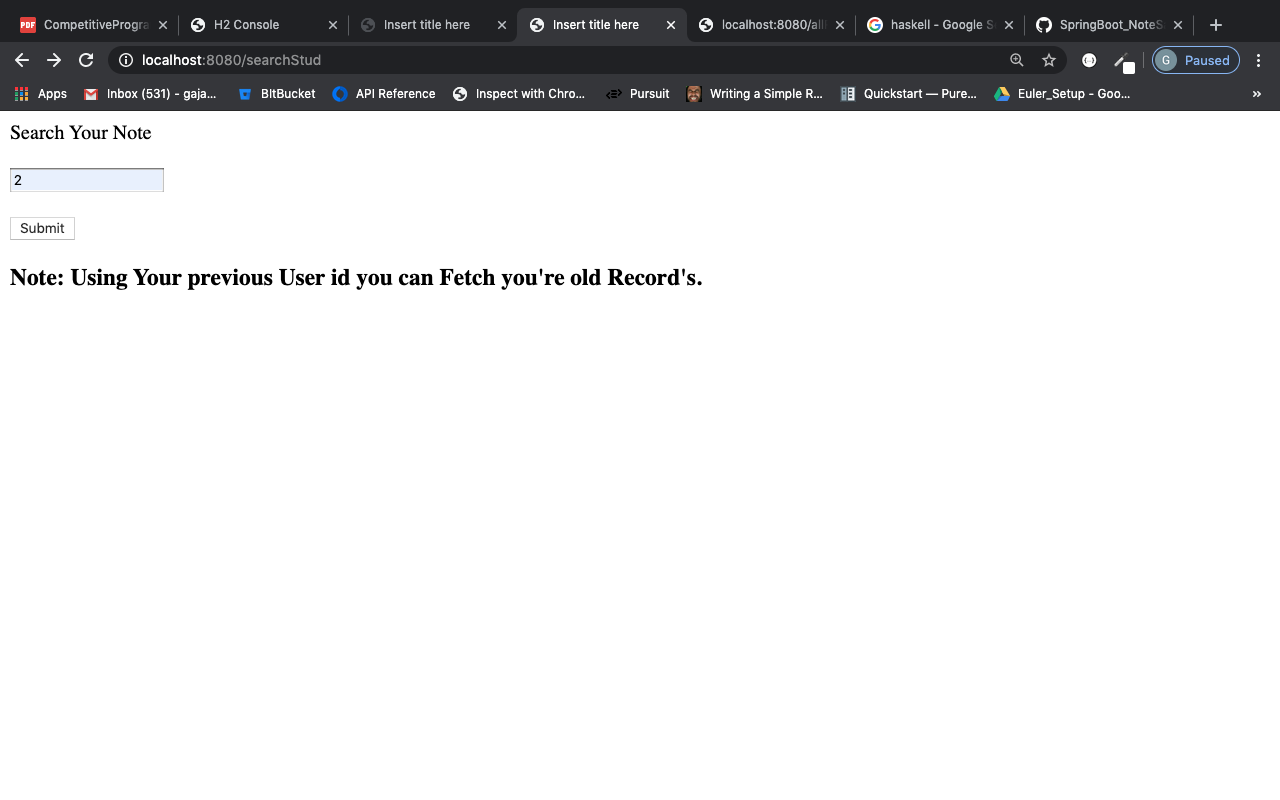 CompetitiveProgra
H2 Console
Insert title here
Insert title here
localhost:8080/all
haskell - Google S
SpringBoot_NoteS
localhost:8080/searchStud
G Paused
Apps
Inbox (531) - gaja...
BItBucket
API Reference
Inspect with Chro...
Pursuit
Writing a Simple R...
Quickstart — Pure...
Euler_Setup - Goo...
»
Search Your Note
2
Submit
Note: Using Your previous User id you can Fetch you're old Record's.